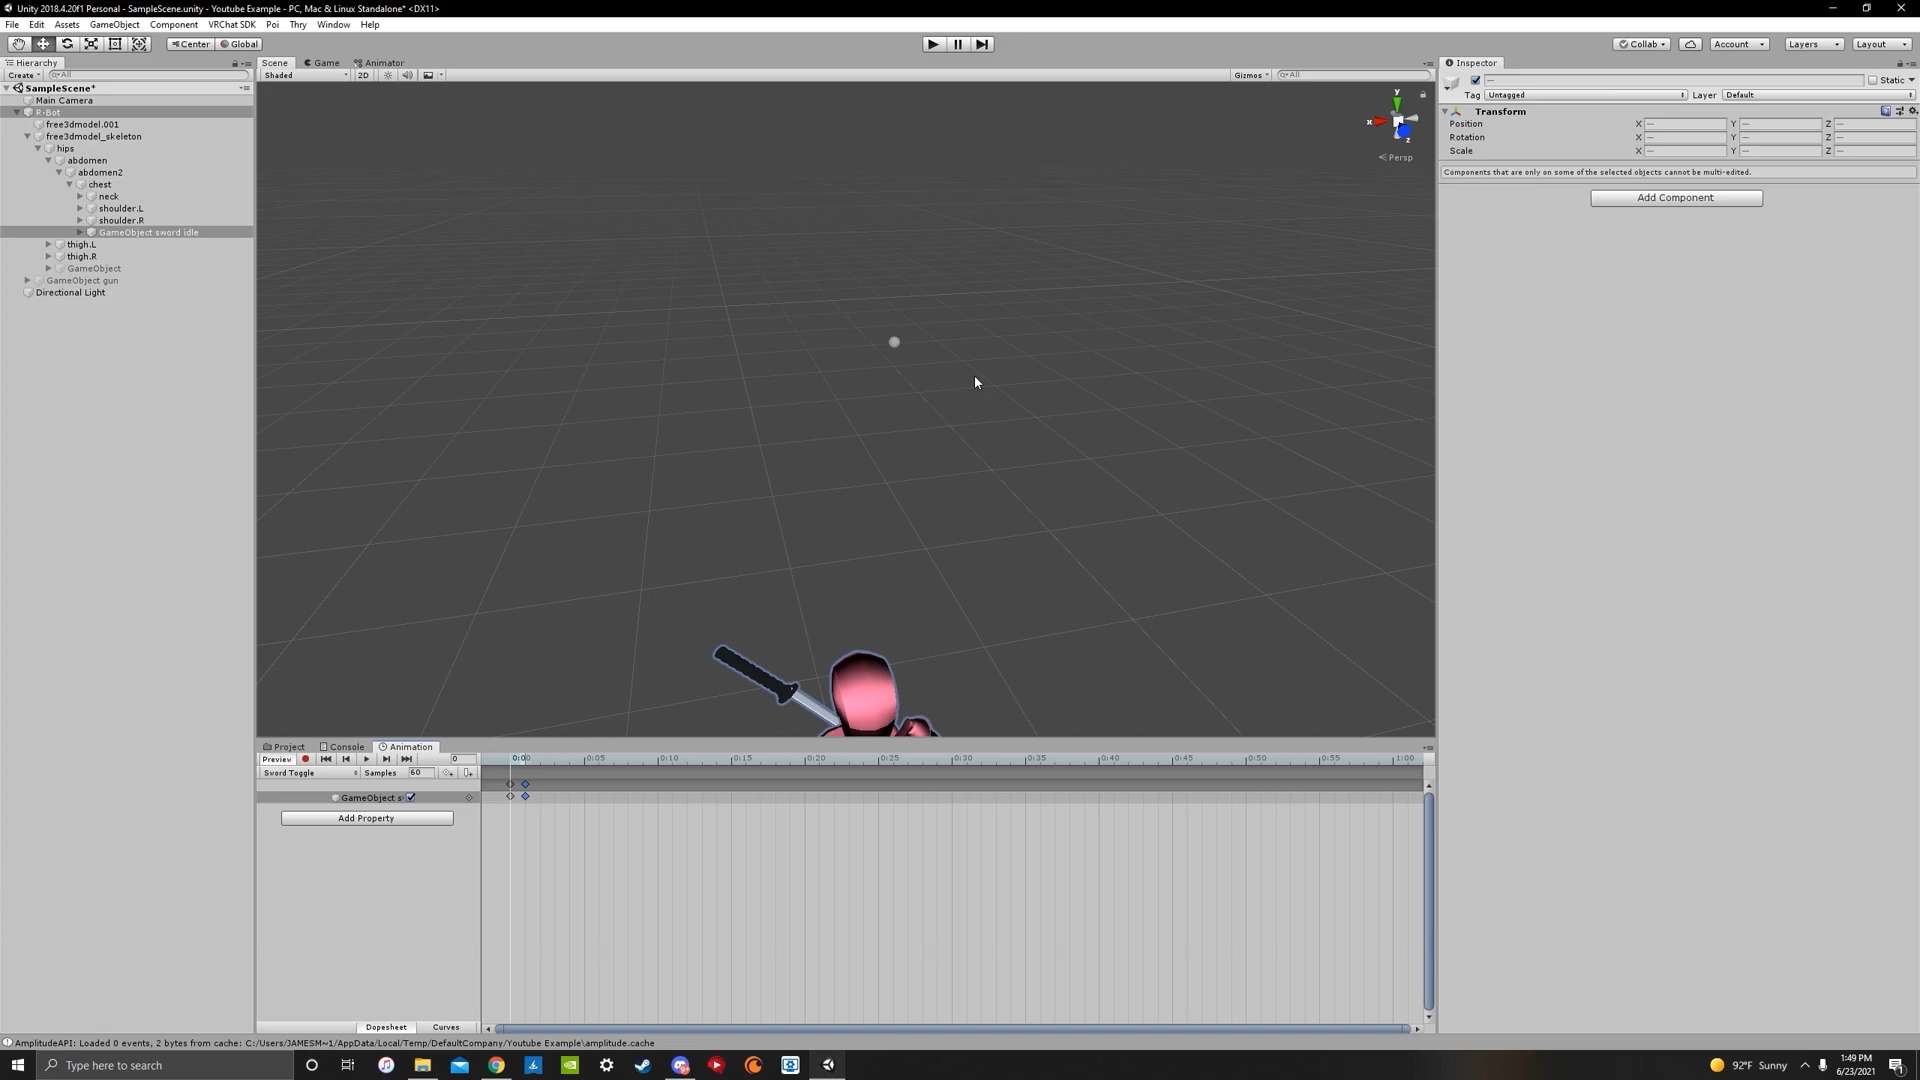 Unity 2018.4.20f1 Personal - SampleScene.unity - Youtube Example - PC, Mac & Linux Standalone* <DX11>
File Edit Assets GameObject Component VRChat SDK Poi Thry Window Help
Center Global Collab Account Layers Layout
Hierarchy Scene Game Animator Inspector
Create All Shaded 2D Gizmos All
SampleScene*
Main Camera
R-Bot
free3dmodel.001
free3dmodel_skeleton
hips
abdomen
abdomen2
chest
neck
shoulder.L
shoulder.R
GameObject sword idle
thigh.L
thigh.R
GameObject
GameObject gun
Directional Light
y
x
z
Persp
— Static
Tag Untagged Layer Default
Transform
Position X — Y — Z —
Rotation X — Y — Z —
Scale X — Y — Z —
Components that are only on some of the selected objects cannot be multi-edited.
Add Component
Project Console Animation
Preview 0 0:00 0:05 0:10 0:15 0:20 0:25 0:30 0:35 0:40 0:45 0:50 0:55 1:00
Sword Toggle Samples 60
GameObject s
Add Property
Dopesheet Curves
AmplitudeAPI: Loaded 0 events, 2 bytes from cache: C:/Users/JAMESM~1/AppData/Local/Temp/DefaultCompany/Youtube Example\amplitude.cache
Type here to search
92°F Sunny
1:49 PM
6/23/2021